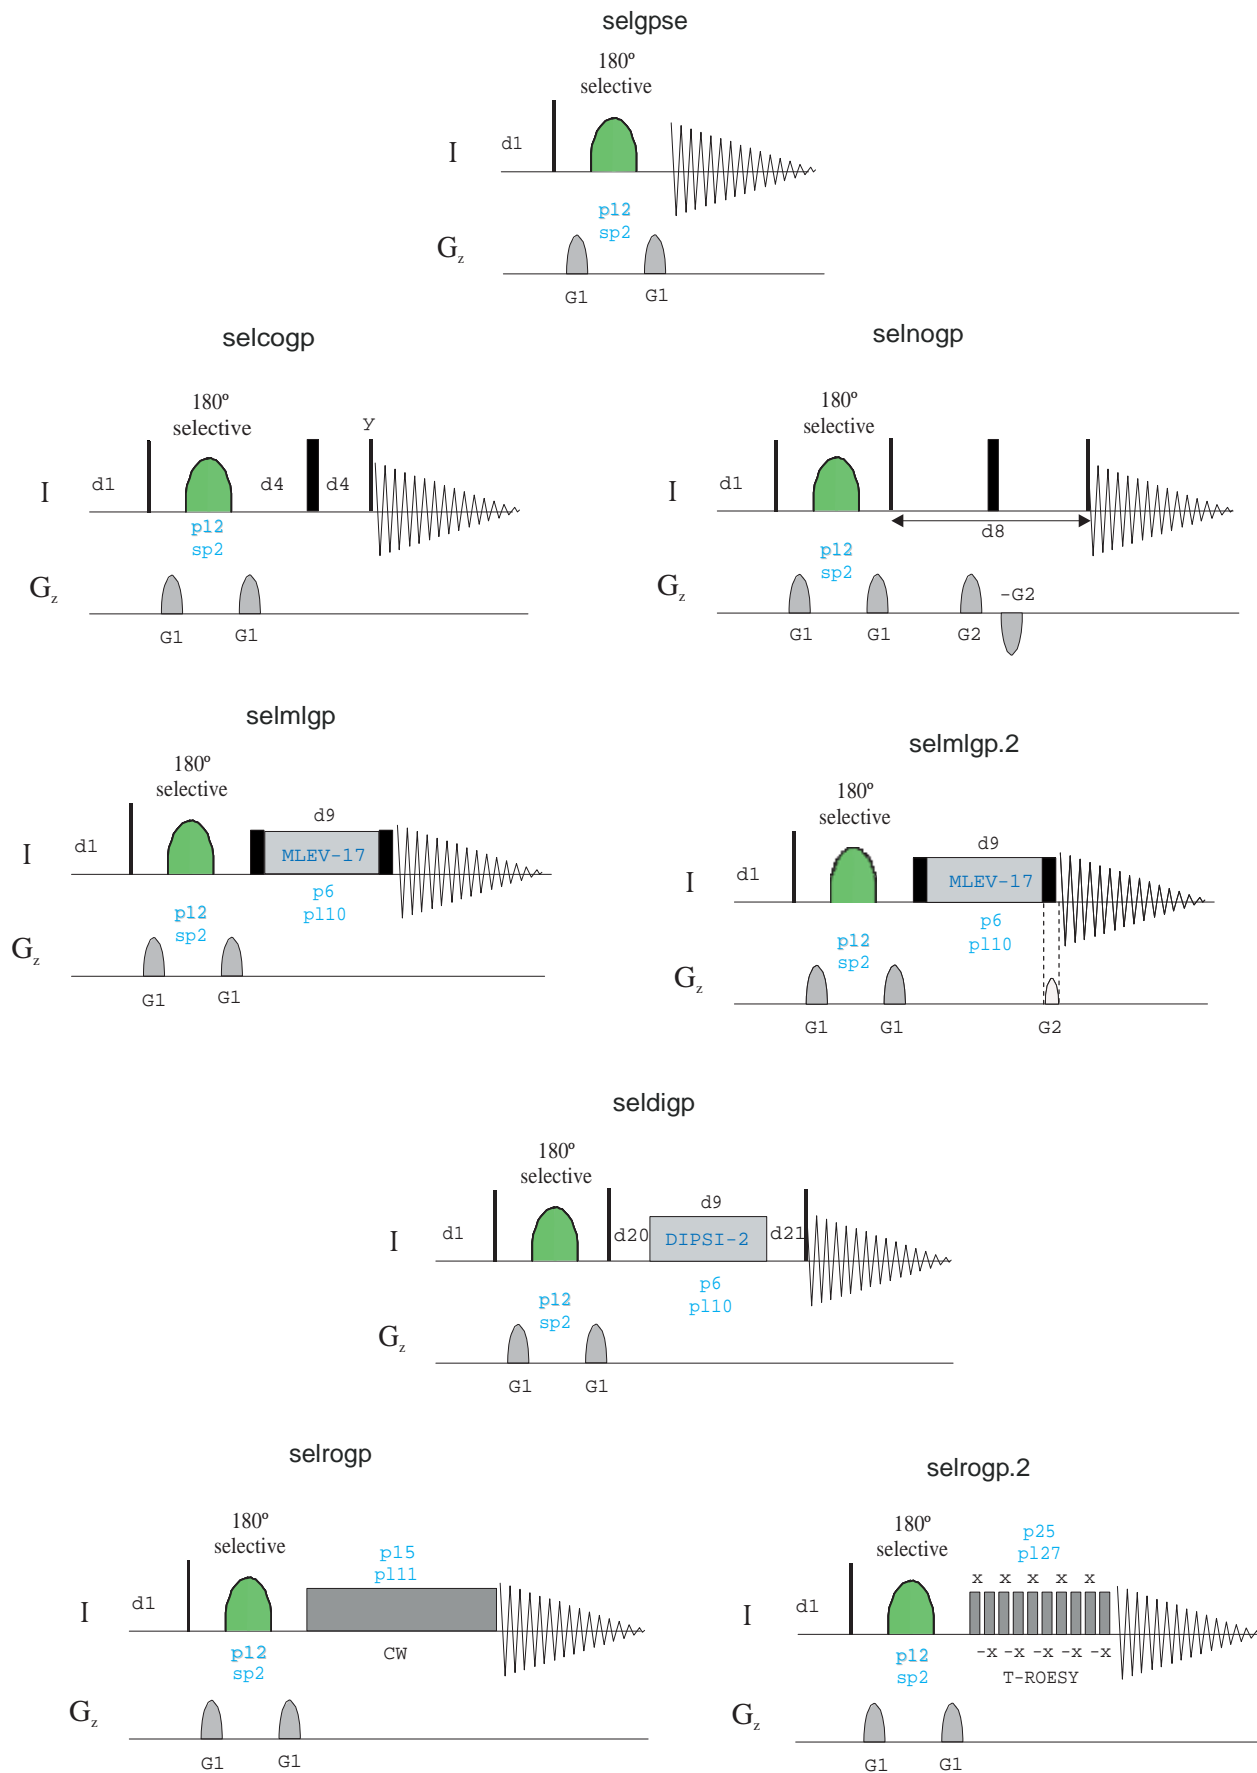 selgpse
180º
selective
d1
I
p12
sp2
Gz
G1 G1
selcogp
180º
selective
y
d1 d4 d4
I
p12
sp2
Gz
G1 G1
selnogp
180º
selective
d1
I
d8
p12
sp2
Gz
-G2
G1 G1 G2
selmlgp
180º
selective
d9
d1
I
MLEV-17
p6
pl10
p12
sp2
Gz
G1 G1
selmlgp.2
180º
selective
d9
d1
I
MLEV-17
p6
pl10
p12
sp2
Gz
G1 G1 G2
seldigp
180º
selective
d9
d1 d20 DIPSI-2 d21
I
p6
pl10
p12
sp2
Gz
G1 G1
selrogp
180º
selective
p15
pl11
d1
I
CW
p12
sp2
Gz
G1 G1
selrogp.2
180º
selective
p25
pl27
x x x x x
d1
I
-x -x -x -x -x
T-ROESY
p12
sp2
Gz
G1 G1